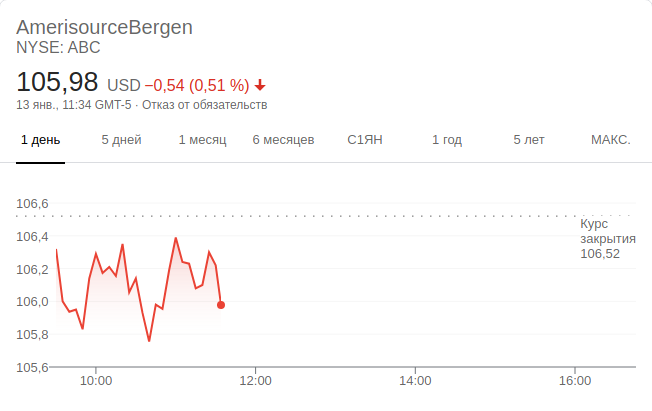 AmerisourceBergen
NYSE: ABC
105,98 USD −0,54 (0,51 %)
13 янв., 11:34 GMT-5 · Отказ от обязательств
1 день 5 дней 1 месяц 6 месяцев С1ЯН 1 год 5 лет МАКС.
106,6
106,4
106,2
106,0
105,8
105,6
Курс
закрытия
106,52
10:00 12:00 14:00 16:00